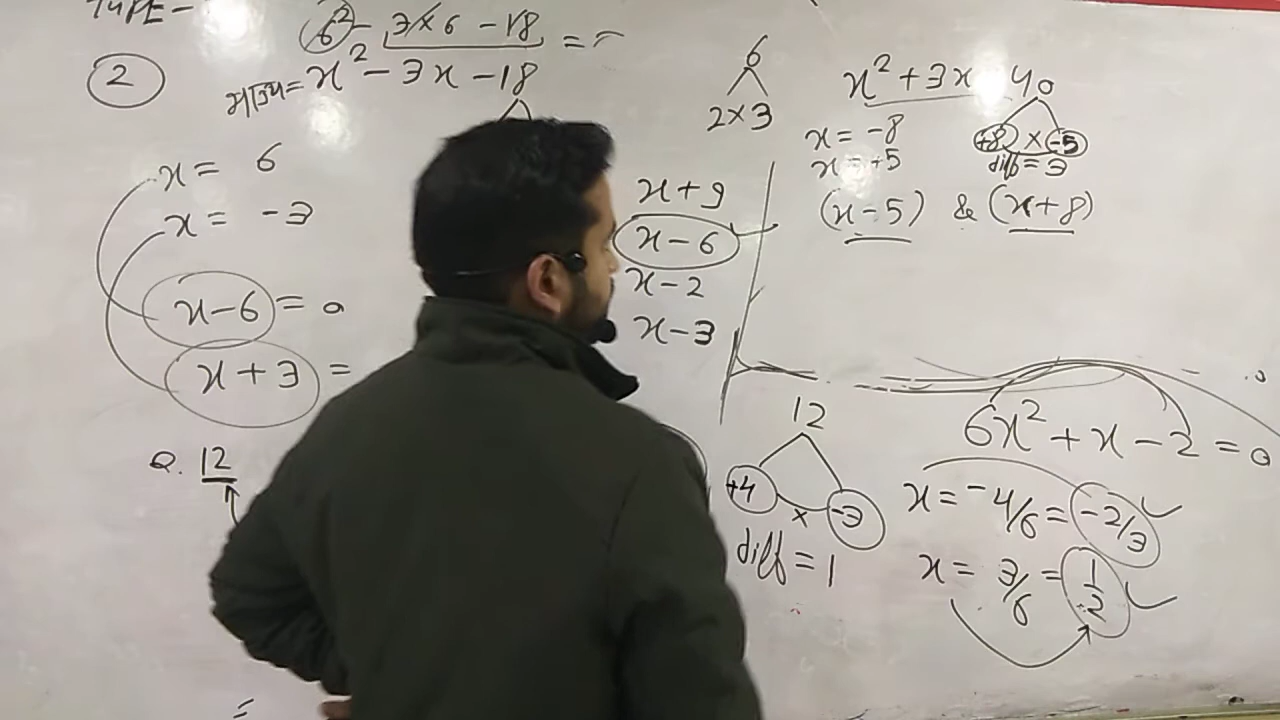 TYPE -
2
6² - 3×6 - 18 =
भाज्य = x² - 3x - 18
x = 6
x = -3
x - 6 = 0
x + 3 =
Q. 12
=
x + 9
x - 6
x - 2
x - 3
6
2 × 3
x² + 3x 40
+8 × -5
diff = 3
x = -8
x = +5
(x - 5) & (x + 8)
12
+4 × -3
diff = 1
6x² + x - 2 = 0
x = -4/6 = -2/3
x = 3/6 = 1/2